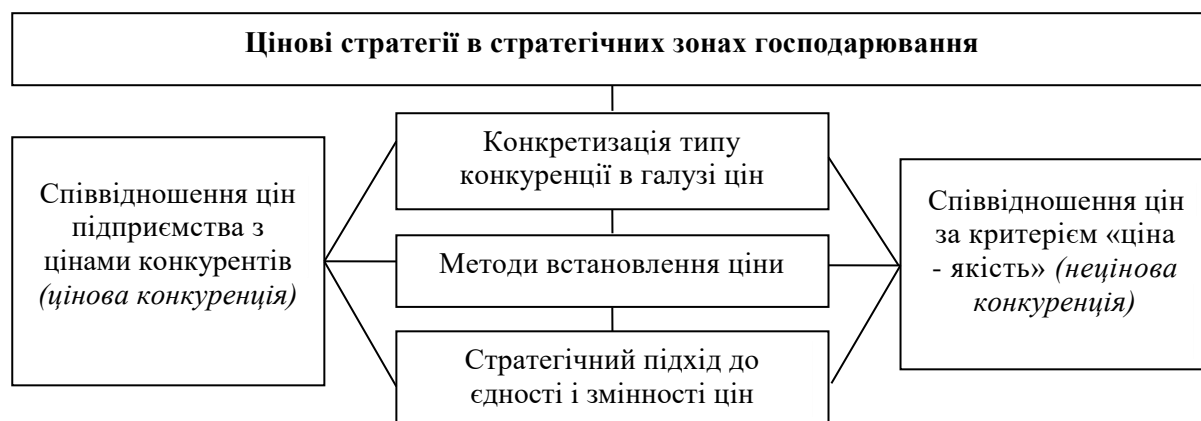 Цінові стратегії в стратегічних зонах господарювання
Співвідношення цін
підприємства з
цінами конкурентів
(цінова конкуренція)
Конкретизація типу
конкуренції в галузі цін
Методи встановлення ціни
Стратегічний підхід до
єдності і змінності цін
Співвідношення цін
за критерієм «ціна
- якість» (нецінова
конкуренція)